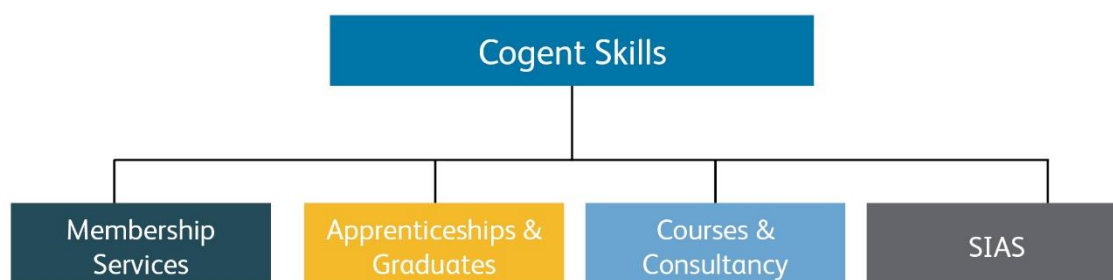 Cogent Skills
Membership
Services
Apprenticeships &
Graduates
Courses &
Consultancy
SIAS